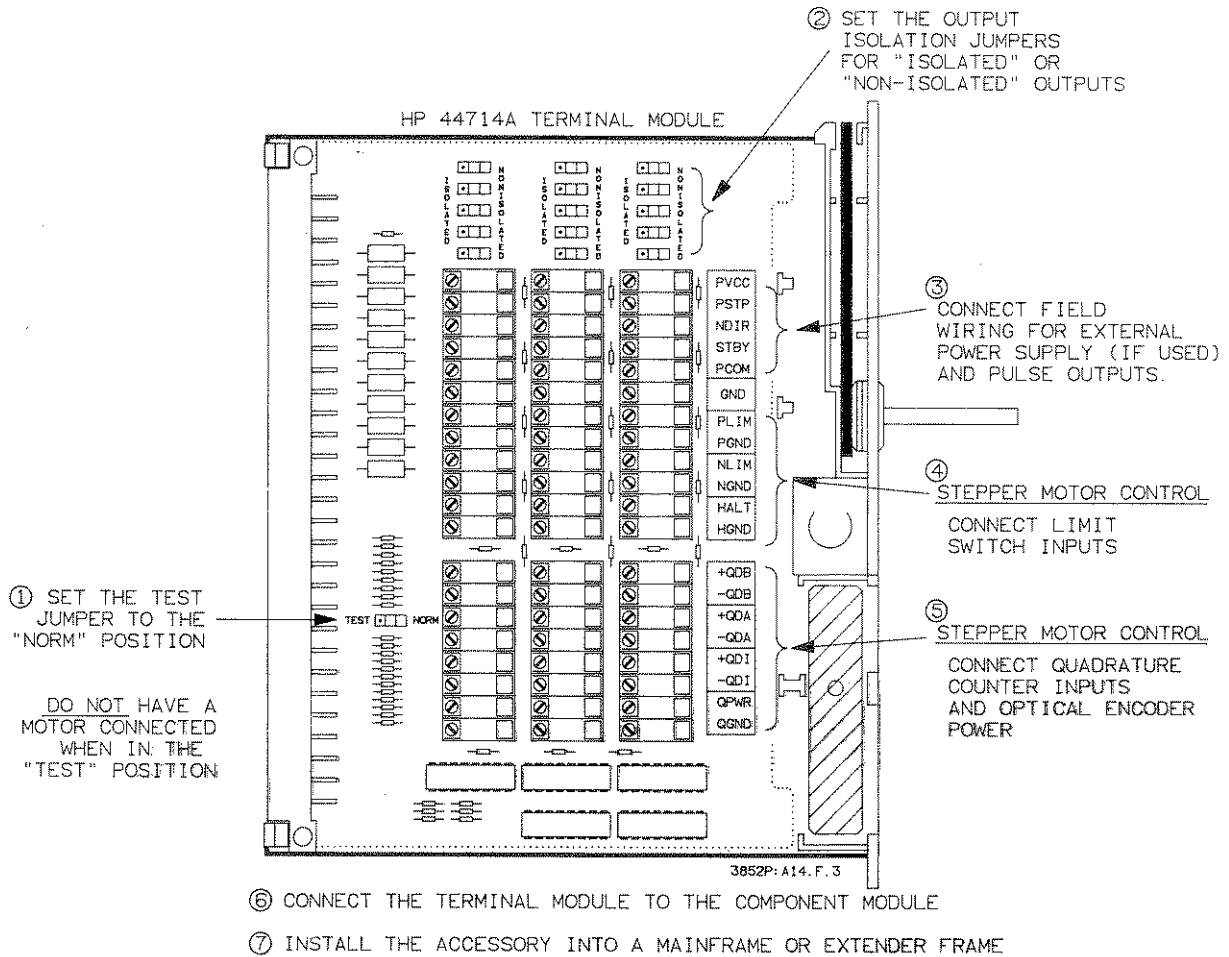 ② SET THE OUTPUT
ISOLATION JUMPERS
FOR "ISOLATED" OR
"NON-ISOLATED" OUTPUTS
HP 44714A TERMINAL MODULE
ISOLATED
NONISOLATED
ISOLATED
NONISOLATED
ISOLATED
NONISOLATED
PVCC
PSTP
NDIR
STBY
PCOM
GND
PLIM
PGND
NLIM
NGND
HALT
HGND
③
CONNECT FIELD
WIRING FOR EXTERNAL
POWER SUPPLY (IF USED)
AND PULSE OUTPUTS.
④
STEPPER MOTOR CONTROL
CONNECT LIMIT
SWITCH INPUTS
+QDB
-QDB
+QDA
-QDA
+QDI
-QDI
QPWR
QGND
① SET THE TEST
JUMPER TO THE
"NORM" POSITION
TEST
NORM
DO NOT HAVE A
MOTOR CONNECTED
WHEN IN THE
"TEST" POSITION
⑤
STEPPER MOTOR CONTROL
CONNECT QUADRATURE
COUNTER INPUTS
AND OPTICAL ENCODER
POWER
3852P:A14.F.3
⑥ CONNECT THE TERMINAL MODULE TO THE COMPONENT MODULE
⑦ INSTALL THE ACCESSORY INTO A MAINFRAME OR EXTENDER FRAME